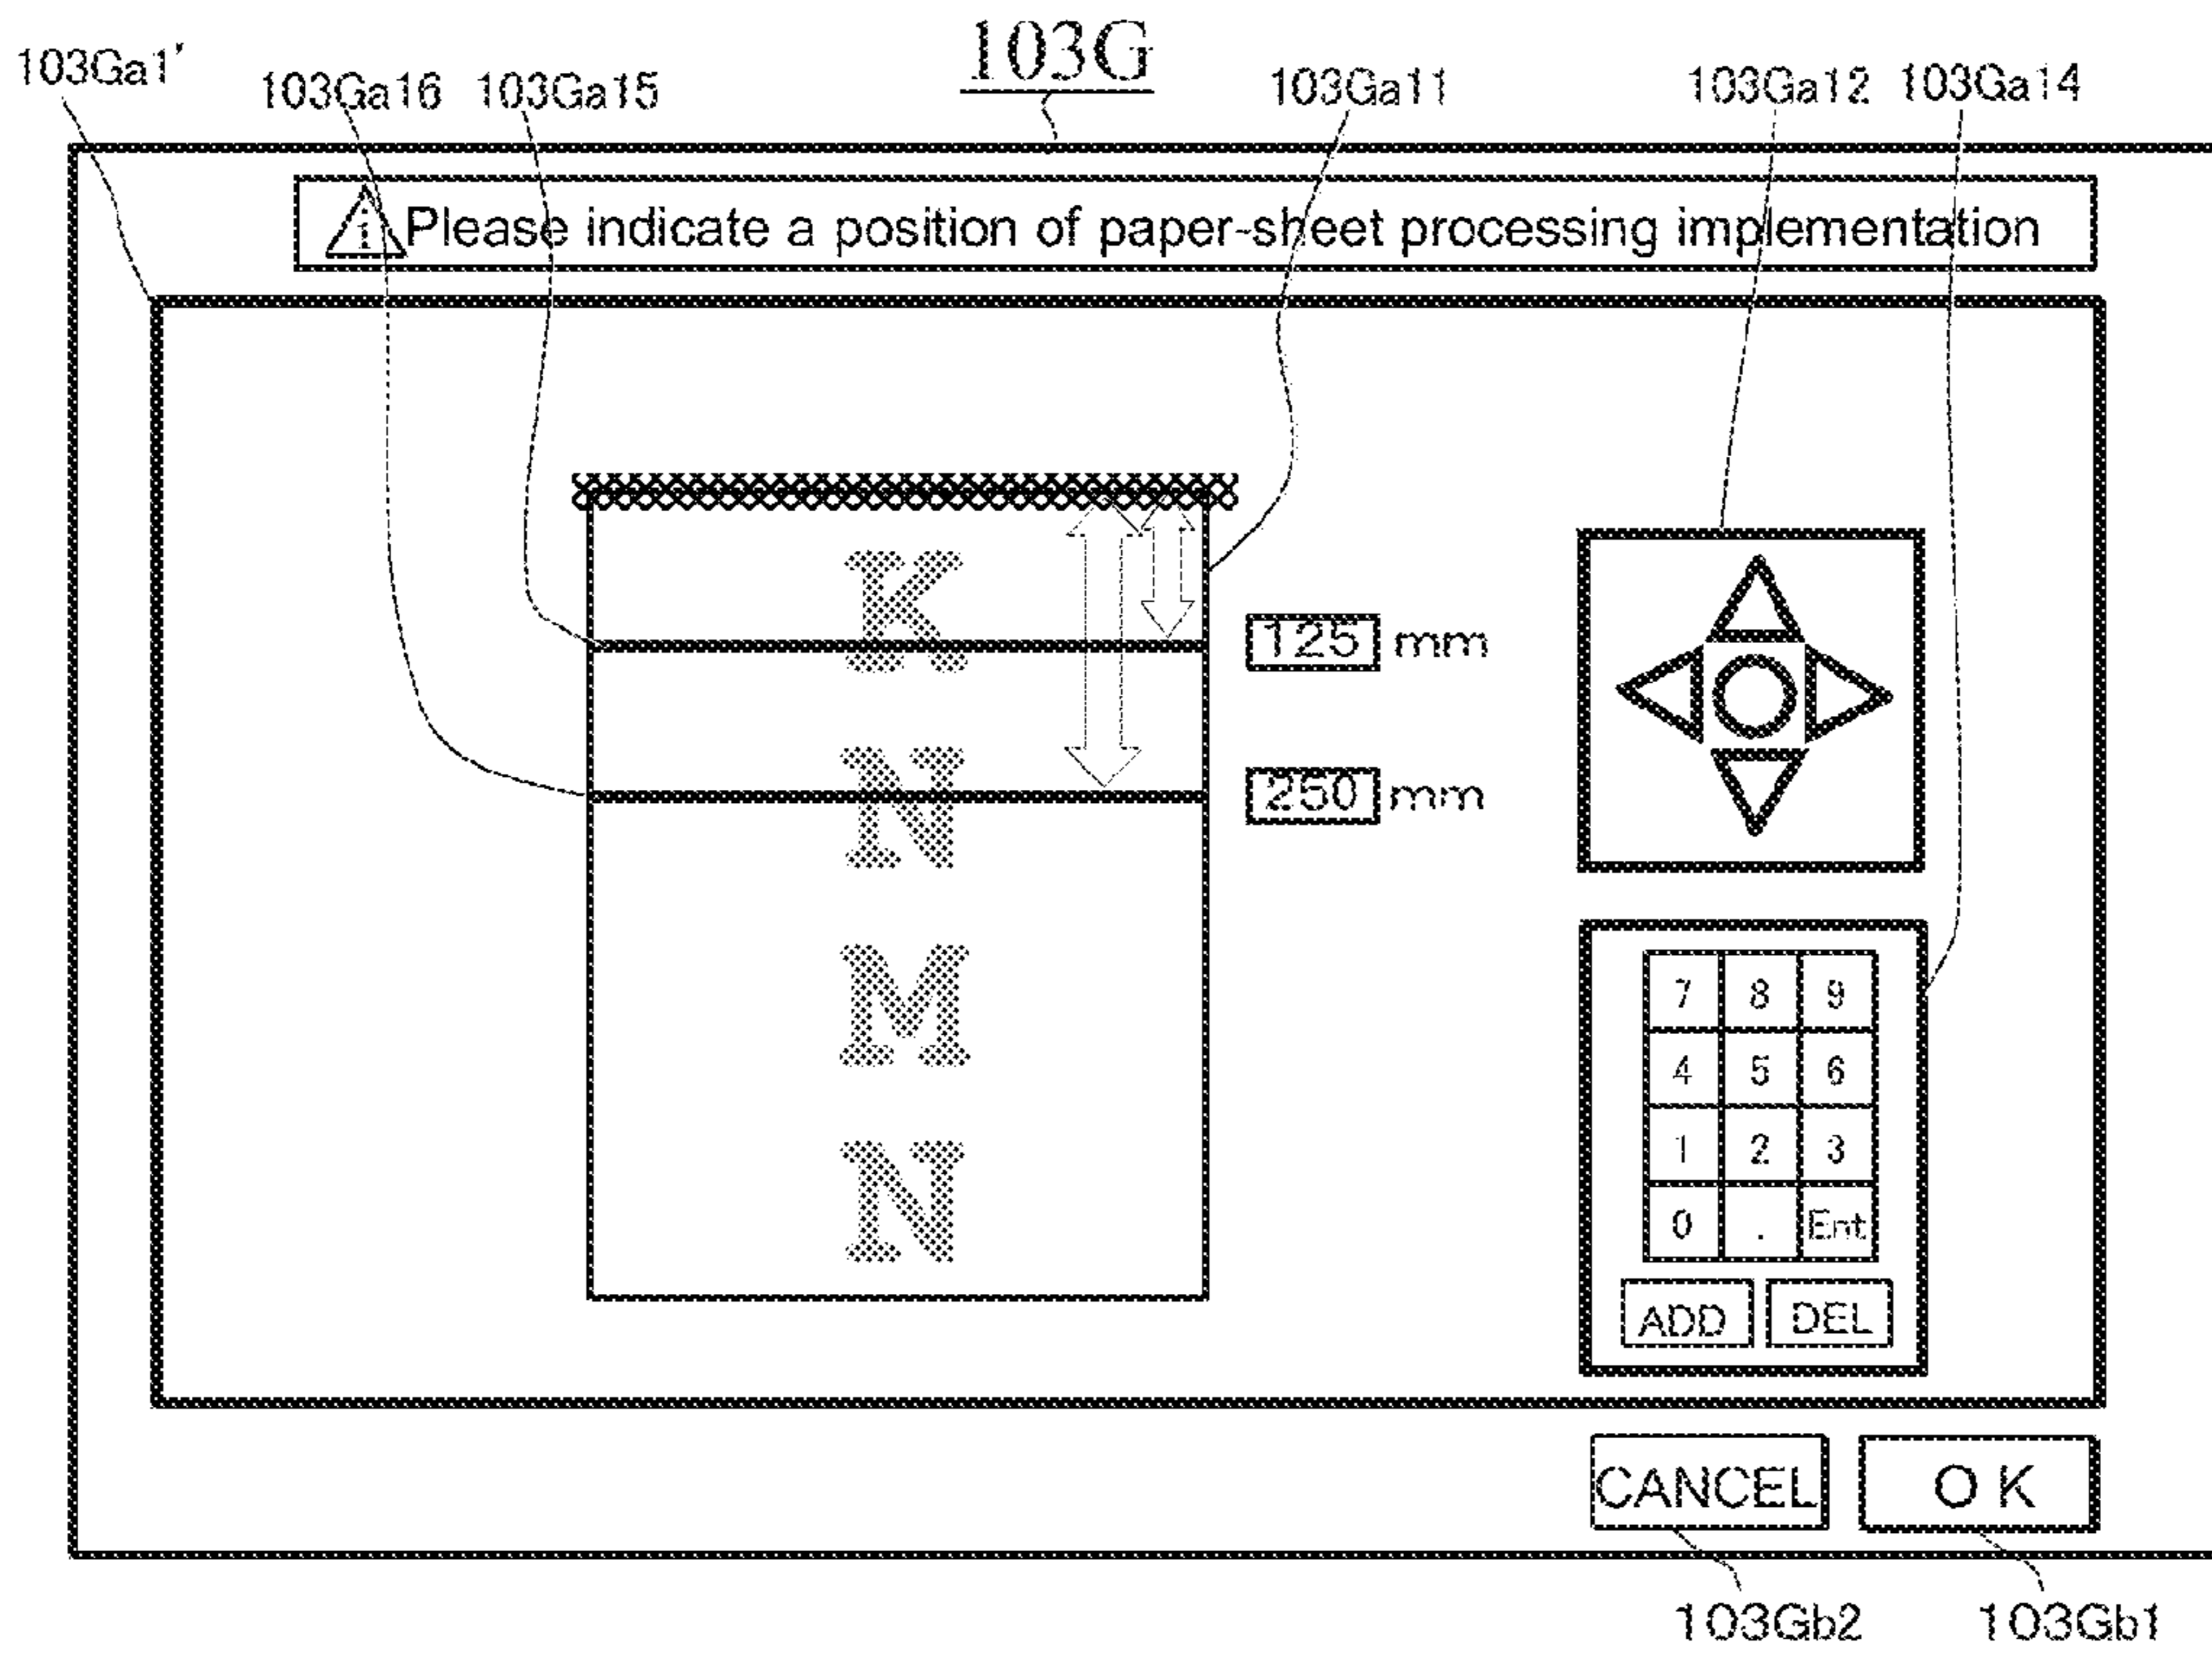 103G
103Ga1'
103Ga16
103Ga15
103Ga11
103Ga12
103Ga14
1
Please indicate a position of paper-sheet processing implementation
K
125 mm
N
250 mm
M
N
7 8 9
4 5 6
1 2 3
0 . Ent
ADD DEL
CANCEL
OK
103Gb2
103Gb1